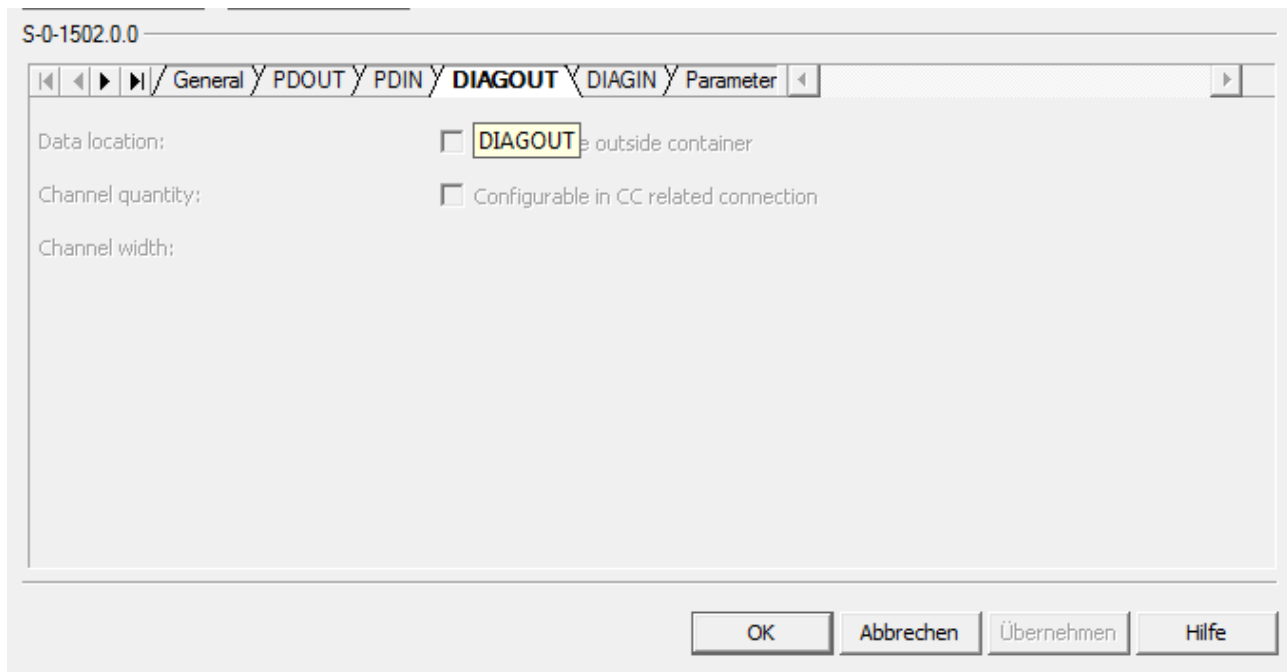 S-0-1502.0.0
General PDOUT PDIN DIAGOUT DIAGIN Parameter
Data location: DIAGOUT outside container
Channel quantity: Configurable in CC related connection
Channel width:
OK Abbrechen Übernehmen Hilfe